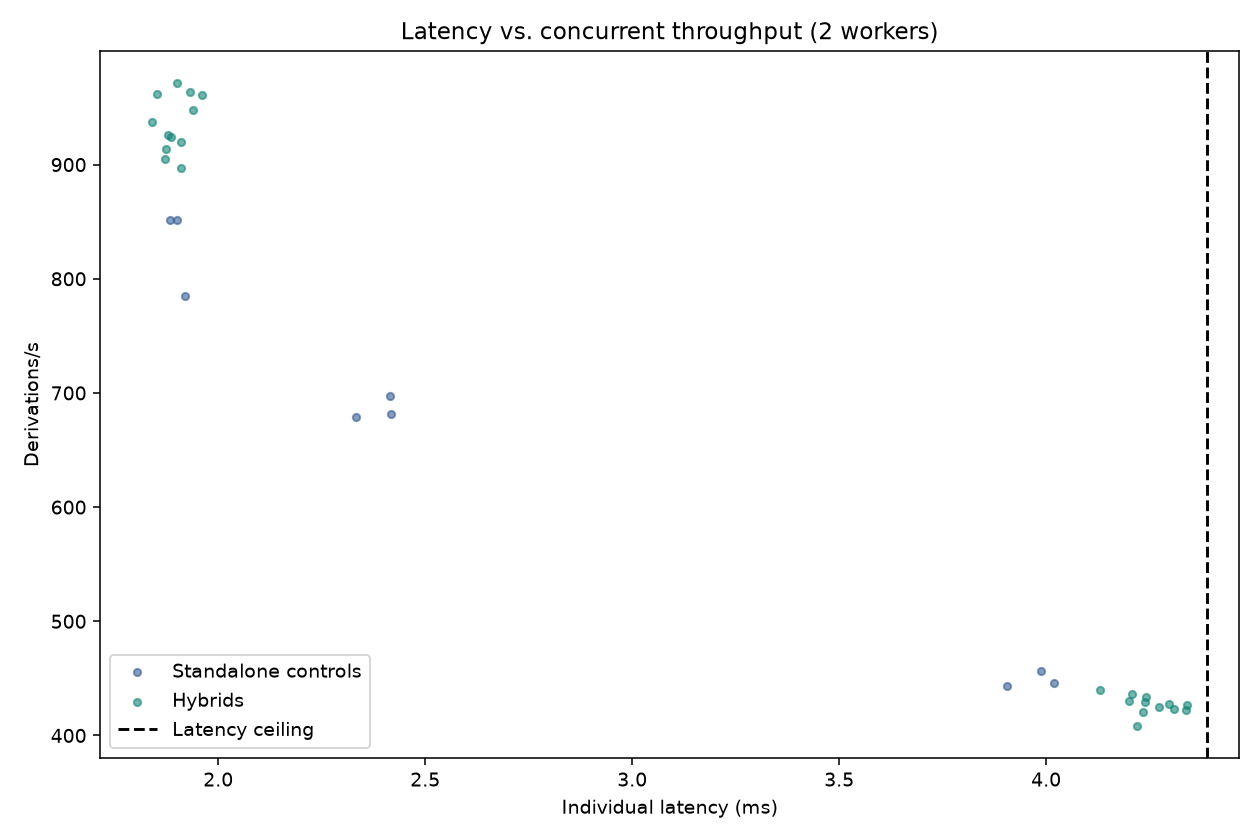 Latency vs. concurrent throughput (2 workers)
Derivations/s
900
800
700
600
500
400
Standalone controls
Hybrids
Latency ceiling
2.0
2.5
3.0
3.5
4.0
Individual latency (ms)